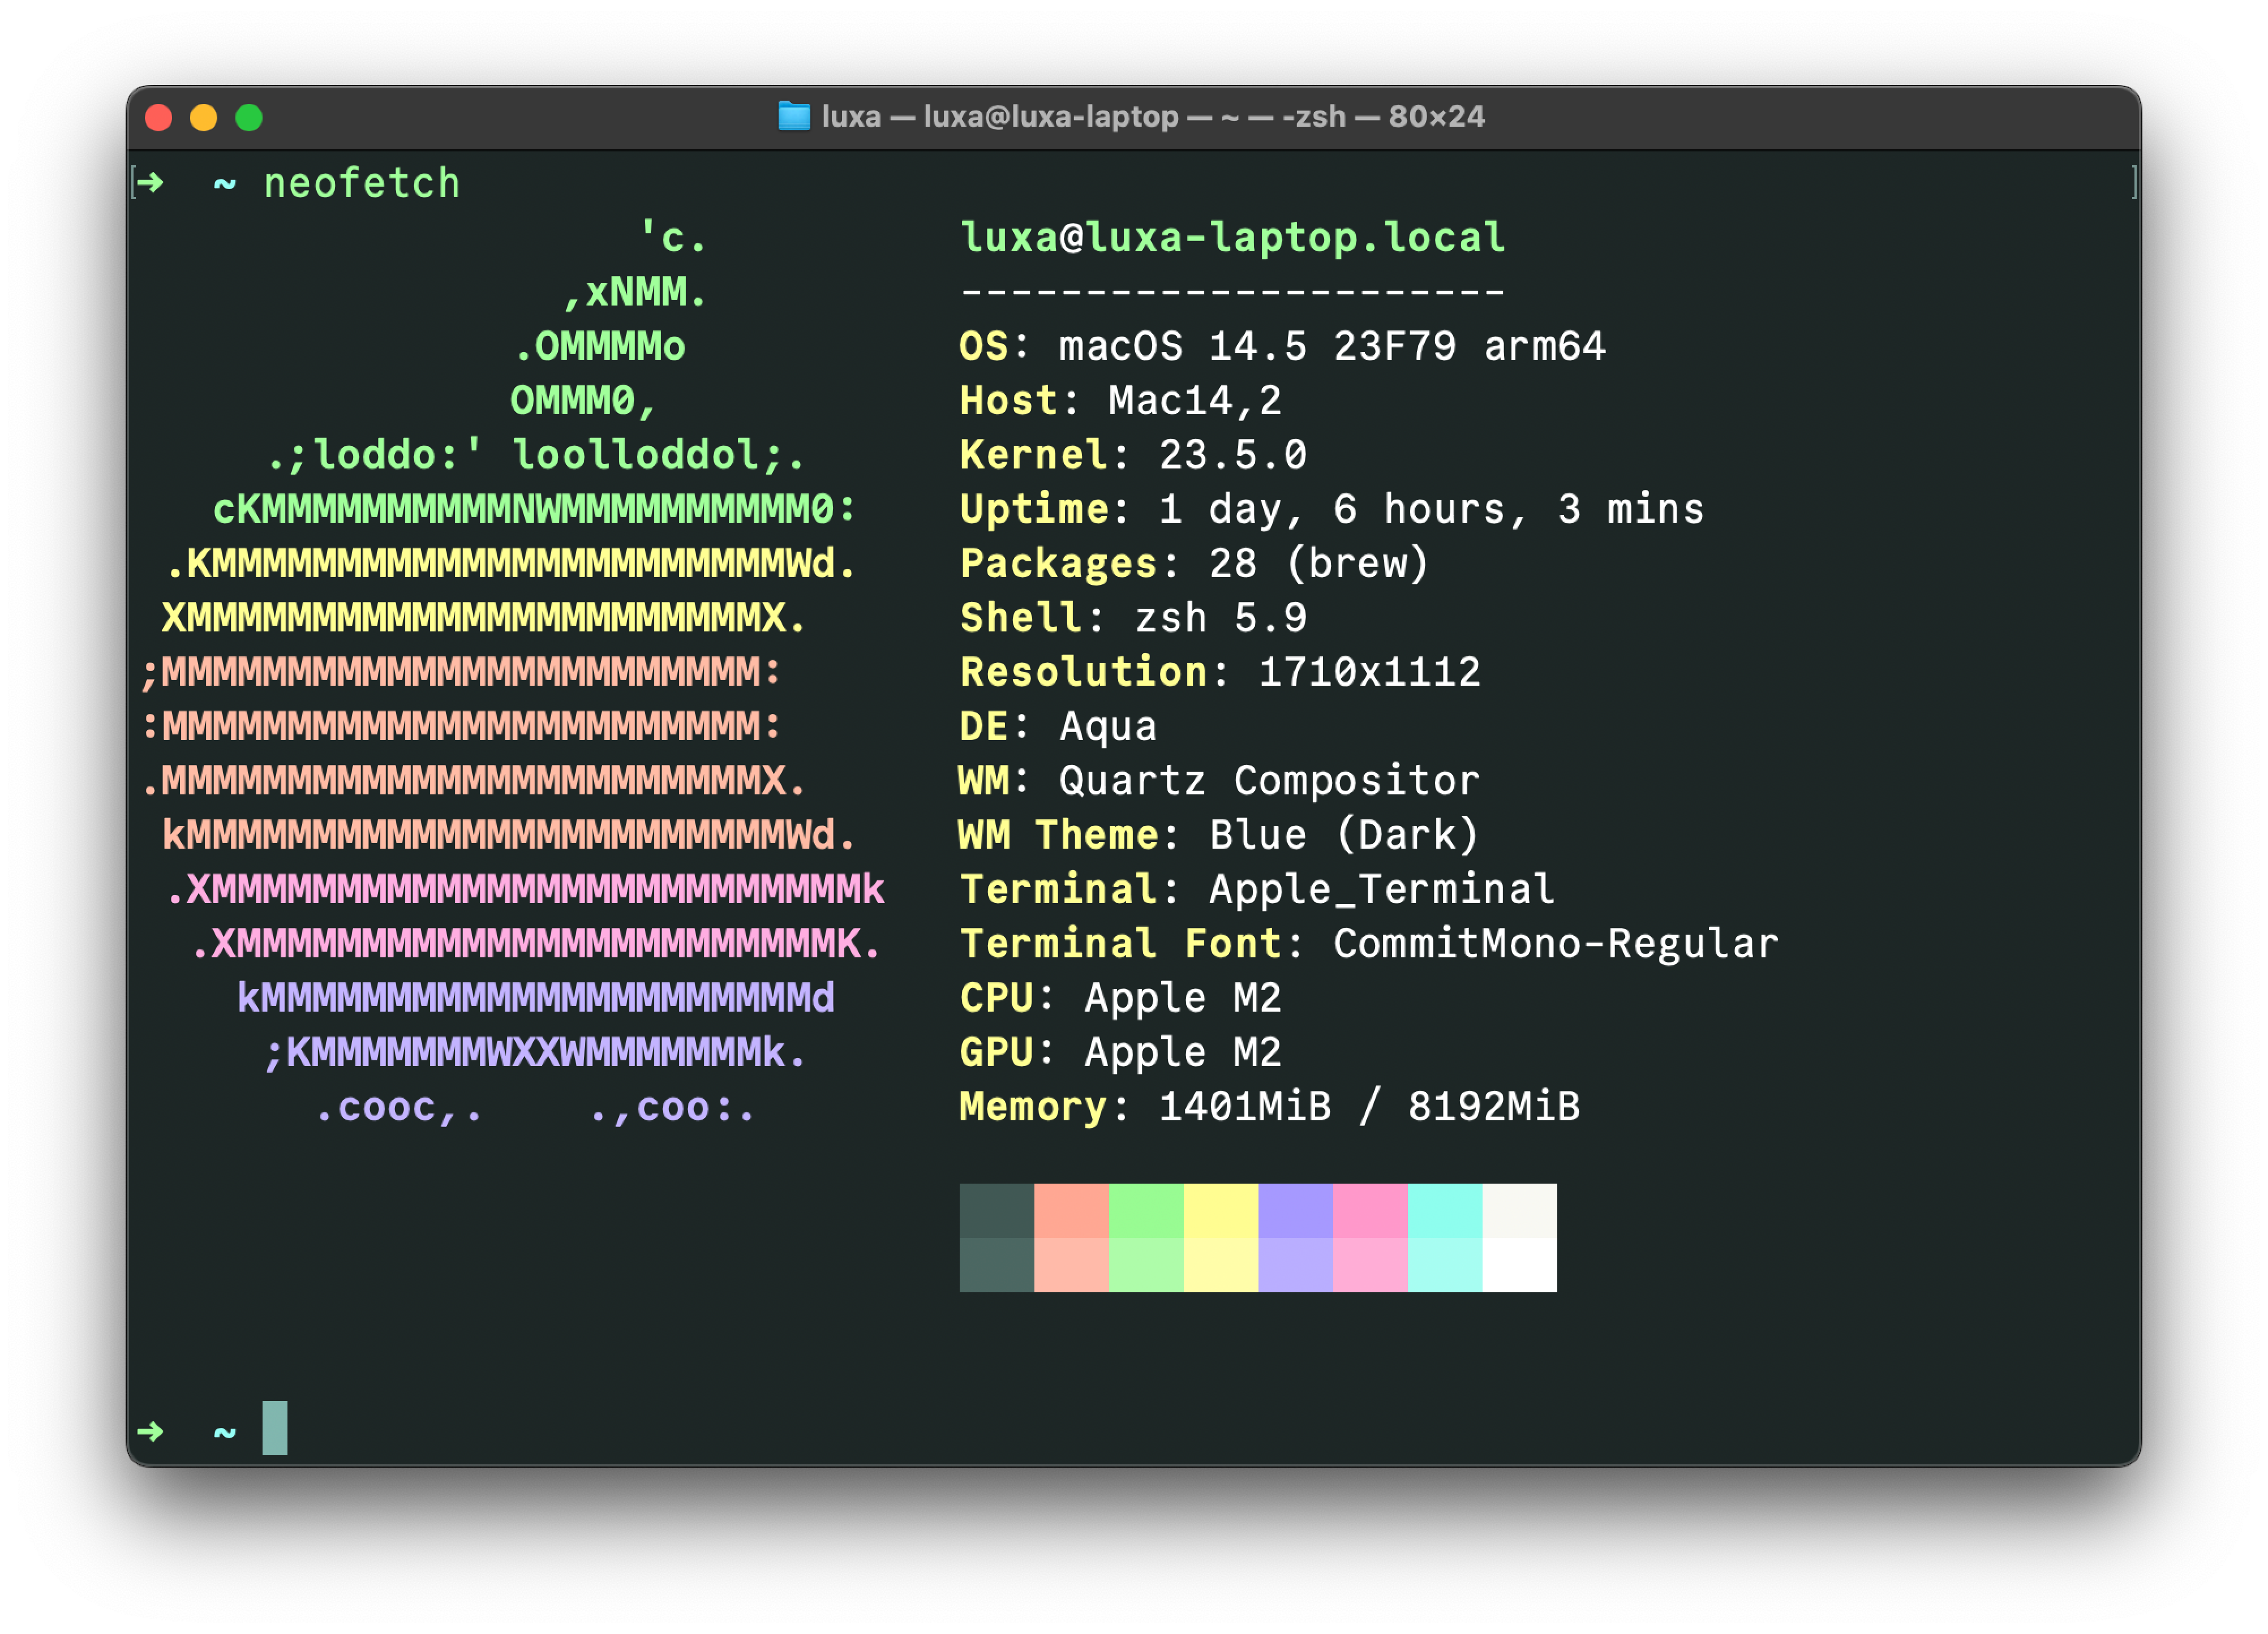 luxa — luxa@luxa-laptop — ~ — -zsh — 80×24
[➜  ~ neofetch ]
                    'c.          luxa@luxa-laptop.local
                 ,xNMM.          ----------------------
               .OMMMMo           OS: macOS 14.5 23F79 arm64
               OMMM0,            Host: Mac14,2
     .;loddo:' loolloddol;.      Kernel: 23.5.0
   cKMMMMMMMMMMNWMMMMMMMMMM0:    Uptime: 1 day, 6 hours, 3 mins
 .KMMMMMMMMMMMMMMMMMMMMMMMWd.    Packages: 28 (brew)
 XMMMMMMMMMMMMMMMMMMMMMMMX.      Shell: zsh 5.9
;MMMMMMMMMMMMMMMMMMMMMMMM:       Resolution: 1710x1112
:MMMMMMMMMMMMMMMMMMMMMMMM:       DE: Aqua
.MMMMMMMMMMMMMMMMMMMMMMMMX.      WM: Quartz Compositor
 kMMMMMMMMMMMMMMMMMMMMMMMMWd.    WM Theme: Blue (Dark)
 .XMMMMMMMMMMMMMMMMMMMMMMMMMMk   Terminal: Apple_Terminal
  .XMMMMMMMMMMMMMMMMMMMMMMMMK.   Terminal Font: CommitMono-Regular
    kMMMMMMMMMMMMMMMMMMMMMMd     CPU: Apple M2
     ;KMMMMMMMWXXWMMMMMMMk.      GPU: Apple M2
       .cooc,.    .,coo:.        Memory: 1401MiB / 8192MiB
➜  ~